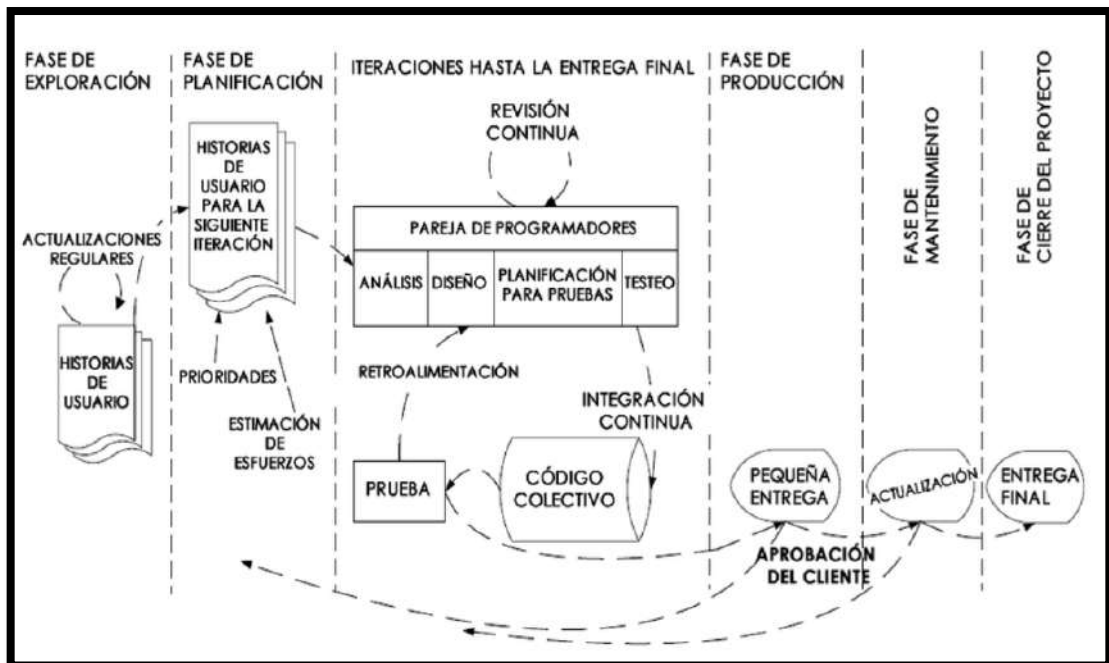 FASE DE
EXPLORACIÓN
FASE DE
PLANIFICACIÓN
ITERACIONES HASTA LA ENTREGA FINAL
FASE DE
PRODUCCIÓN
FASE DE
MANTENIMIENTO
FASE DE
CIERRE DEL PROYECTO
ACTUALIZACIONES
REGULARES
HISTORIAS
DE
USUARIO
HISTORIAS
DE
USUARIO
PARA LA
SIGUIENTE
ITERACIÓN
PRIORIDADES
ESTIMACIÓN
DE
ESFUERZOS
REVISIÓN
CONTINUA
PAREJA DE PROGRAMADORES
ANÁLISIS
DISEÑO
PLANIFICACIÓN
PARA PRUEBAS
TESTEO
RETROALIMENTACIÓN
INTEGRACIÓN
CONTINUA
PRUEBA
CÓDIGO
COLECTIVO
PEQUEÑA
ENTREGA
ACTUALIZACIÓN
ENTREGA
FINAL
APROBACIÓN
DEL CLIENTE